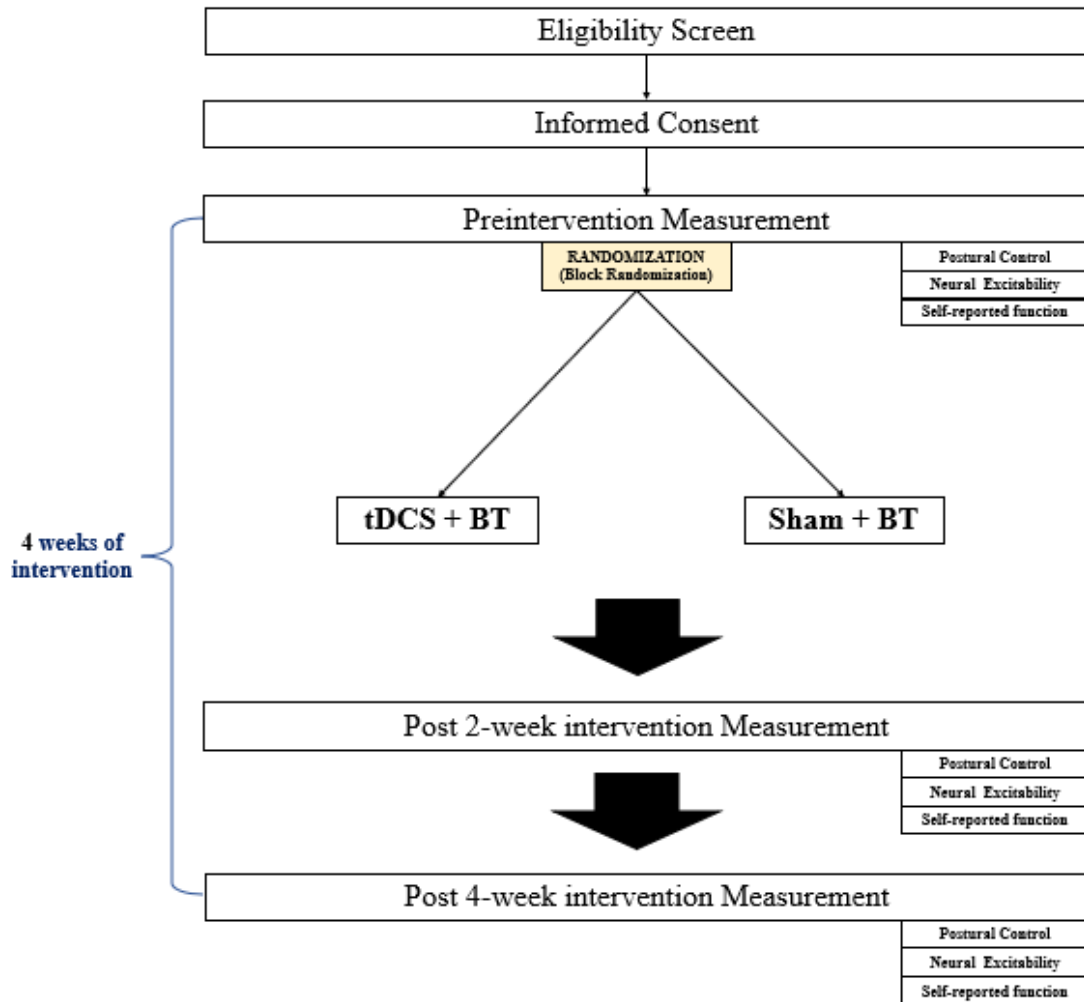 Eligibility Screen
Informed Consent
Preintervention Measurement
RANDOMIZATION
(Block Randomization)
Postural Control
Neural Excitability
Self-reported function
tDCS + BT
Sham + BT
4 weeks of
intervention
Post 2-week intervention Measurement
Postural Control
Neural Excitability
Self-reported function
Post 4-week intervention Measurement
Postural Control
Neural Excitability
Self-reported function